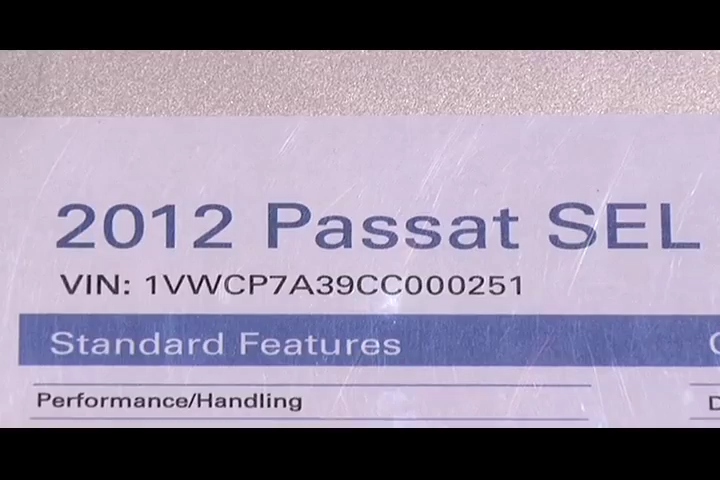 2012 Passat SEL
VIN: 1VWCP7A39CC000251
Standard Features
Performance/Handling